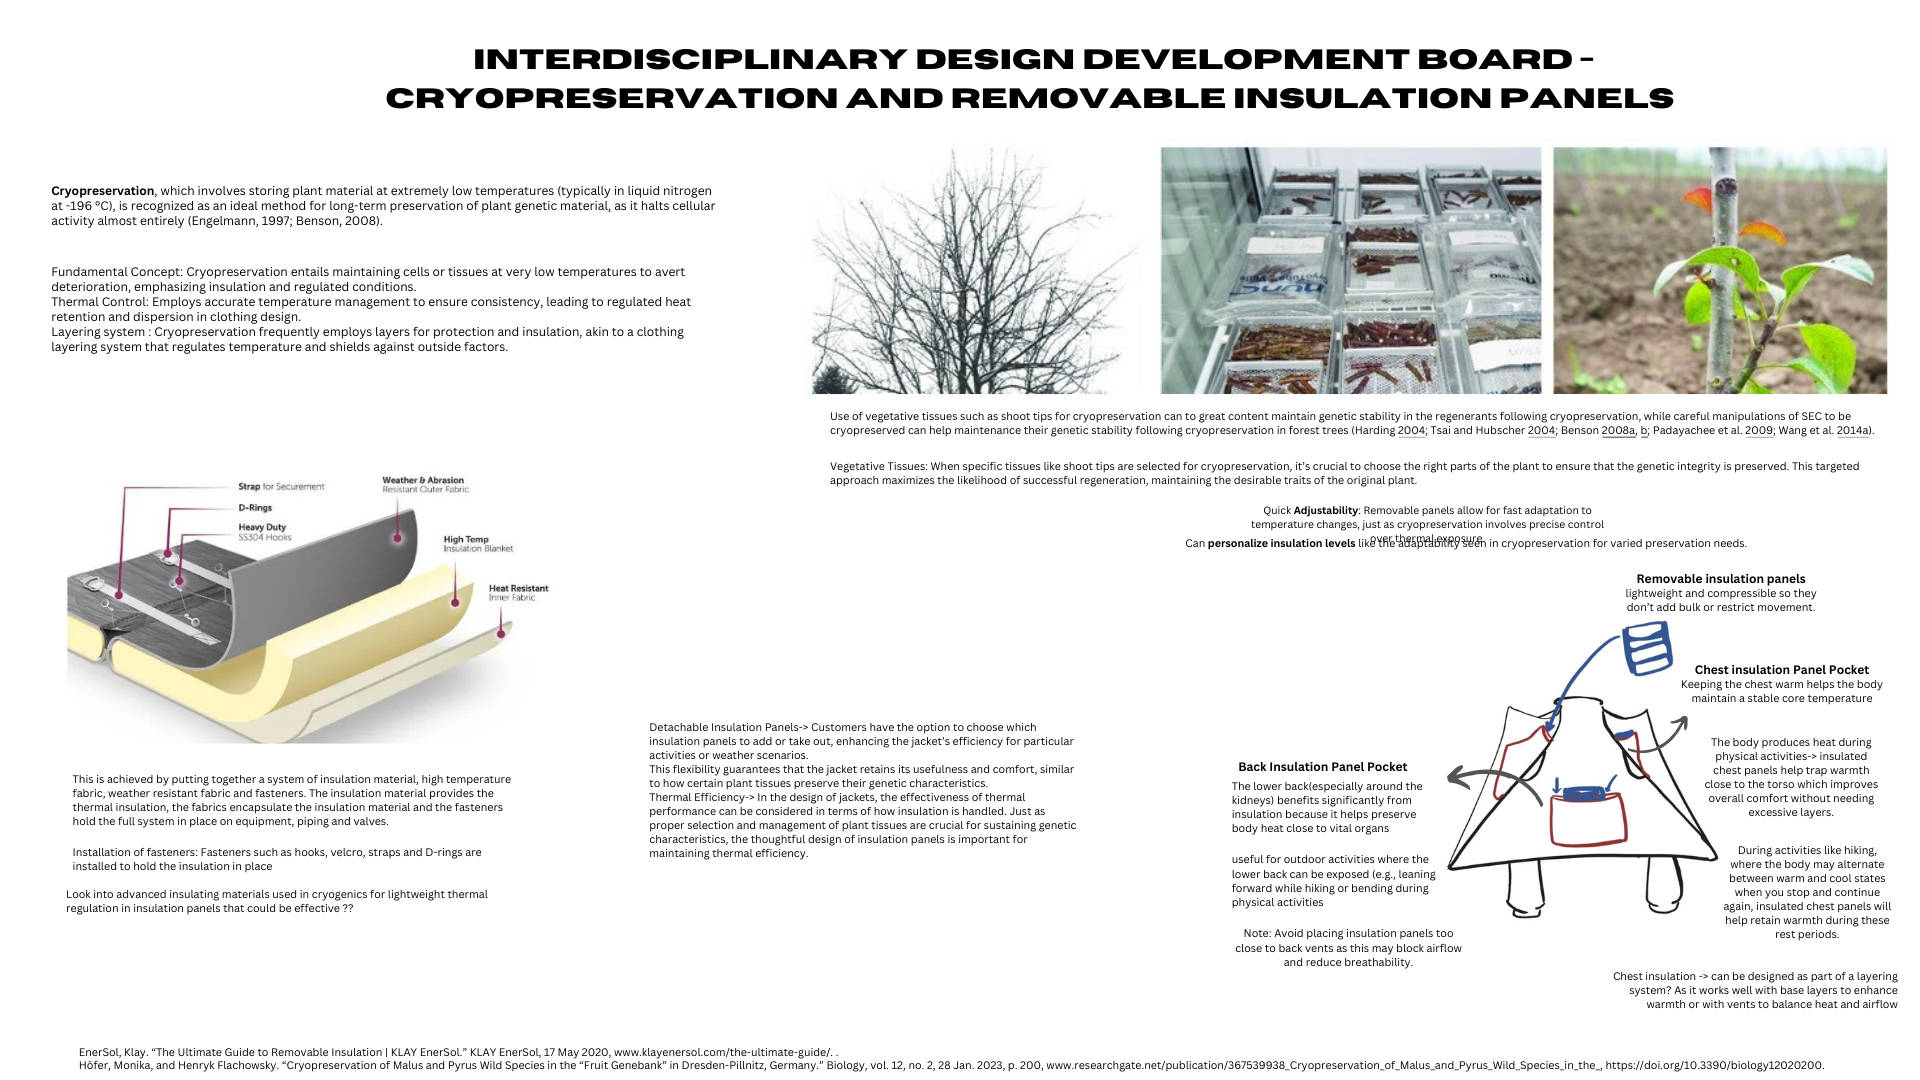 INTERDISCIPLINARY DESIGN DEVELOPMENT BOARD -
CRYOPRESERVATION AND REMOVABLE INSULATION PANELS
Cryopreservation, which involves storing plant material at extremely low temperatures (typically in liquid nitrogen
at -196 °C), is recognized as an ideal method for long-term preservation of plant genetic material, as it halts cellular
activity almost entirely (Engelmann, 1997; Benson, 2008).
Fundamental Concept: Cryopreservation entails maintaining cells or tissues at very low temperatures to avert
deterioration, emphasizing insulation and regulated conditions.
Thermal Control: Employs accurate temperature management to ensure consistency, leading to regulated heat
retention and dispersion in clothing design.
Layering system : Cryopreservation frequently employs layers for protection and insulation, akin to a clothing
layering system that regulates temperature and shields against outside factors.
Use of vegetative tissues such as shoot tips for cryopreservation can to great content maintain genetic stability in the regenerants following cryopreservation, while careful manipulations of SEC to be
cryopreserved can help maintenance their genetic stability following cryopreservation in forest trees (Harding 2004; Tsai and Hubscher 2004; Benson 2008a, b; Padayachee et al. 2009; Wang et al. 2014a).
Vegetative Tissues: When specific tissues like shoot tips are selected for cryopreservation, it's crucial to choose the right parts of the plant to ensure that the genetic integrity is preserved. This targeted
approach maximizes the likelihood of successful regeneration, maintaining the desirable traits of the original plant.
Quick Adjustability: Removable panels allow for fast adaptation to
temperature changes, just as cryopreservation involves precise control
over thermal exposure.
Can personalize insulation levels like the adaptability seen in cryopreservation for varied preservation needs.
Strap for Securement
D-Rings
Heavy Duty
SS304 Hooks
Weather & Abrasion
Resistant Outer Fabric
High Temp
Insulation Blanket
Heat Resistant
Inner Fabric
This is achieved by putting together a system of insulation material, high temperature
fabric, weather resistant fabric and fasteners. The insulation material provides the
thermal insulation, the fabrics encapsulate the insulation material and the fasteners
hold the full system in place on equipment, piping and valves.
Installation of fasteners: Fasteners such as hooks, velcro, straps and D-rings are
installed to hold the insulation in place
Look into advanced insulating materials used in cryogenics for lightweight thermal
regulation in insulation panels that could be effective ??
Detachable Insulation Panels-> Customers have the option to choose which
insulation panels to add or take out, enhancing the jacket's efficiency for particular
activities or weather scenarios.
This flexibility guarantees that the jacket retains its usefulness and comfort, similar
to how certain plant tissues preserve their genetic characteristics.
Thermal Efficiency-> In the design of jackets, the effectiveness of thermal
performance can be considered in terms of how insulation is handled. Just as
proper selection and management of plant tissues are crucial for sustaining genetic
characteristics, the thoughtful design of insulation panels is important for
maintaining thermal efficiency.
Removable insulation panels
lightweight and compressible so they
don't add bulk or restrict movement.
Chest insulation Panel Pocket
Keeping the chest warm helps the body
maintain a stable core temperature
The body produces heat during
physical activities-> insulated
chest panels help trap warmth
close to the torso which improves
overall comfort without needing
excessive layers.
During activities like hiking,
where the body may alternate
between warm and cool states
when you stop and continue
again, insulated chest panels will
help retain warmth during these
rest periods.
Chest insulation -> can be designed as part of a layering
system? As it works well with base layers to enhance
warmth or with vents to balance heat and airflow
Back Insulation Panel Pocket
The lower back(especially around the
kidneys) benefits significantly from
insulation because it helps preserve
body heat close to vital organs
useful for outdoor activities where the
lower back can be exposed (e.g., leaning
forward while hiking or bending during
physical activities
Note: Avoid placing insulation panels too
close to back vents as this may block airflow
and reduce breathability.
EnerSol, Klay. “The Ultimate Guide to Removable Insulation | KLAY EnerSol.” KLAY EnerSol, 17 May 2020, www.klayenersol.com/the-ultimate-guide/. .
Höfer, Monika, and Henryk Flachowsky. “Cryopreservation of Malus and Pyrus Wild Species in the “Fruit Genebank” in Dresden-Pillnitz, Germany.” Biology, vol. 12, no. 2, 28 Jan. 2023, p. 200, www.researchgate.net/publication/367539938_Cryopreservation_of_Malus_and_Pyrus_Wild_Species_in_the_, https://doi.org/10.3390/biology12020200.